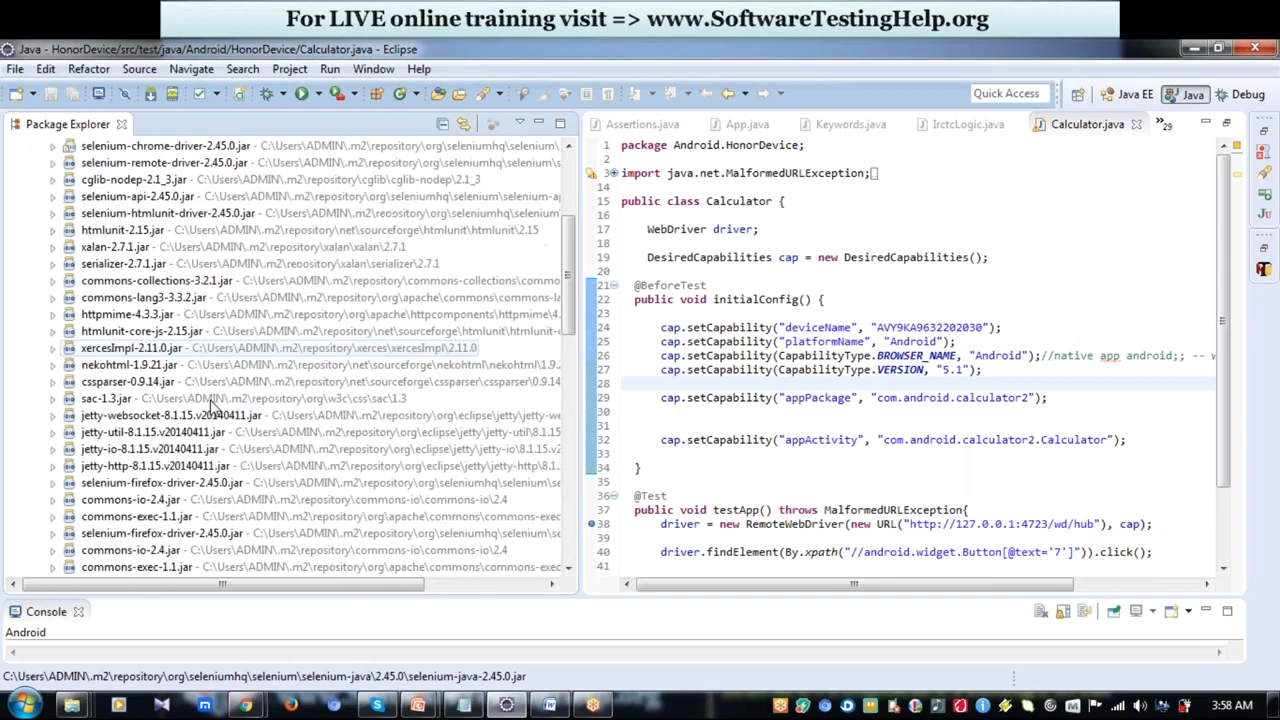 For LIVE online training visit => www.SoftwareTestingHelp.org
Java - HonorDevice/src/test/java/Android/HonorDevice/Calculator.java - Eclipse
File Edit Refactor Source Navigate Search Project Run Window Help
Quick Access Java EE Java Debug
Package Explorer
selenium-chrome-driver-2.45.0.jar - C:\Users\ADMIN\.m2\repository\org\seleniumhq\selenium\
selenium-remote-driver-2.45.0.jar - C:\Users\ADMIN\.m2\repository\org\seleniumhq\selenium
cglib-nodep-2.1_3.jar - C:\Users\ADMIN\.m2\repository\cglib\cglib-nodep\2.1_3
selenium-api-2.45.0.jar - C:\Users\ADMIN\.m2\repository\org\seleniumhq\selenium\selenium-ap
selenium-htmlunit-driver-2.45.0.jar - C:\Users\ADMIN\.m2\repository\org\seleniumhq\selenium
htmlunit-2.15.jar - C:\Users\ADMIN\.m2\repository\net\sourceforge\htmlunit\htmlunit\2.15
xalan-2.7.1.jar - C:\Users\ADMIN\.m2\repository\xalan\xalan\2.7.1
serializer-2.7.1.jar - C:\Users\ADMIN\.m2\repository\xalan\serializer\2.7.1
commons-collections-3.2.1.jar - C:\Users\ADMIN\.m2\repository\commons-collections\commons
commons-lang3-3.3.2.jar - C:\Users\ADMIN\.m2\repository\org\apache\commons\commons-lang
httpmime-4.3.3.jar - C:\Users\ADMIN\.m2\repository\org\apache\httpcomponents\httpmime\4
htmlunit-core-js-2.15.jar - C:\Users\ADMIN\.m2\repository\net\sourceforge\htmlunit\htmlunit-c
xercesImpl-2.11.0.jar - C:\Users\ADMIN\.m2\repository\xerces\xercesImpl\2.11.0
nekohtml-1.9.21.jar - C:\Users\ADMIN\.m2\repository\net\sourceforge\nekohtml\nekohtml\1.9.
cssparser-0.9.14.jar - C:\Users\ADMIN\.m2\repository\net\sourceforge\cssparser\cssparser\0.9.14
sac-1.3.jar - C:\Users\ADMIN\.m2\repository\org\w3c\css\sac\1.3
jetty-websocket-8.1.15.v20140411.jar - C:\Users\ADMIN\.m2\repository\org\eclipse\jetty\jetty-we
jetty-util-8.1.15.v20140411.jar - C:\Users\ADMIN\.m2\repository\org\eclipse\jetty\jetty-util\8.1.15
jetty-io-8.1.15.v20140411.jar - C:\Users\ADMIN\.m2\repository\org\eclipse\jetty\jetty-io\8.1.15.v2
jetty-http-8.1.15.v20140411.jar - C:\Users\ADMIN\.m2\repository\org\eclipse\jetty\jetty-http\8.1.
selenium-firefox-driver-2.45.0.jar - C:\Users\ADMIN\.m2\repository\org\seleniumhq\selenium\s
commons-io-2.4.jar - C:\Users\ADMIN\.m2\repository\commons-io\commons-io\2.4
commons-exec-1.1.jar - C:\Users\ADMIN\.m2\repository\org\apache\commons\commons-exec
selenium-firefox-driver-2.45.0.jar - C:\Users\ADMIN\.m2\repository\org\seleniumhq\selenium\s
commons-io-2.4.jar - C:\Users\ADMIN\.m2\repository\commons-io\commons-io\2.4
commons-exec-1.1.jar - C:\Users\ADMIN\.m2\repository\org\apache\commons\commons-exec
Assertions.java App.java Keywords.java IrctcLogic.java Calculator.java 29
1 package Android.HonorDevice;
2
3 import java.net.MalformedURLException;
14
15 public class Calculator {
16
17 WebDriver driver;
18
19 DesiredCapabilities cap = new DesiredCapabilities();
20
21 @BeforeTest
22 public void initialConfig() {
23
24 cap.setCapability("deviceName", "AVY9KA9632202030");
25 cap.setCapability("platformName", "Android");
26 cap.setCapability(CapabilityType.BROWSER_NAME, "Android");//native app android;; -- w
27 cap.setCapability(CapabilityType.VERSION, "5.1");
28
29 cap.setCapability("appPackage", "com.android.calculator2");
30
31
32 cap.setCapability("appActivity", "com.android.calculator2.Calculator");
33
34 }
36 @Test
37 public void testApp() throws MalformedURLException{
38 driver = new RemoteWebDriver(new URL("http://127.0.0.1:4723/wd/hub"), cap);
39
40 driver.findElement(By.xpath("//android.widget.Button[@text='7']")).click();
41
Console
Android
C:\Users\ADMIN\.m2\repository\org\seleniumhq\selenium\selenium-java\2.45.0\selenium-java-2.45.0.jar
3:58 AM